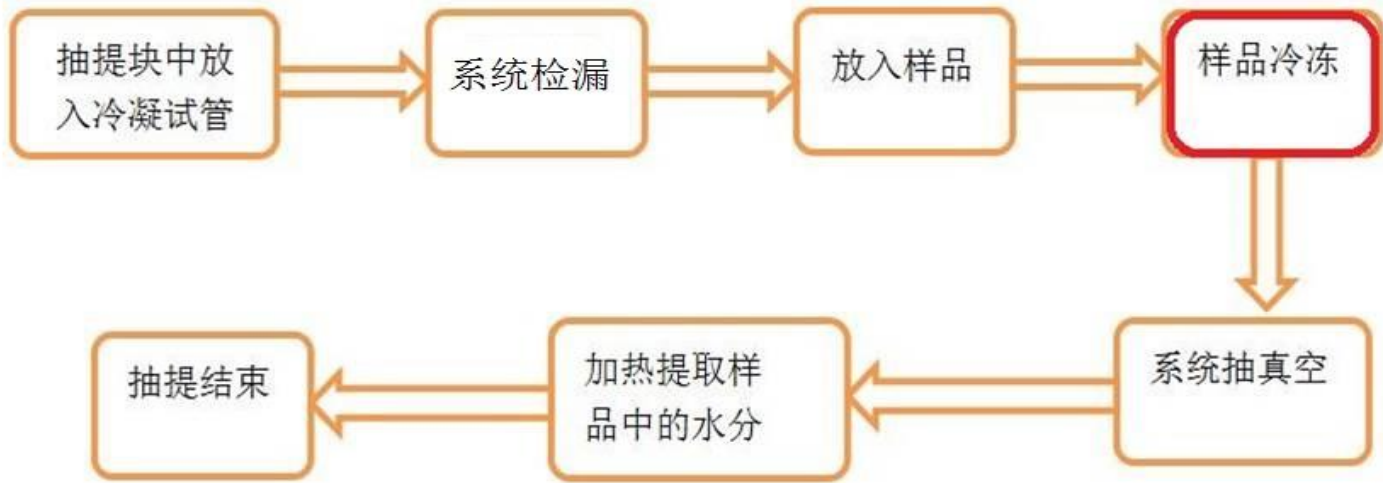 抽提块中放
入冷凝试管
系统检漏
放入样品
样品冷冻
系统抽真空
加热提取样
品中的水分
抽提结束